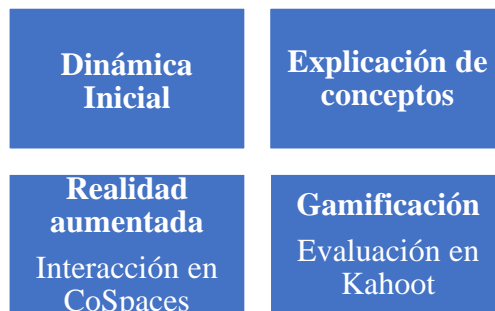 Dinámica
Inicial
Explicación de
conceptos
Realidad
aumentada
Interacción en
CoSpaces
Gamificación
Evaluación en
Kahoot